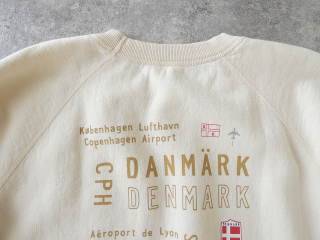 København Lufthavn
Copenhagen Airport
CPH
DANMÄRK
DENMARK
Aéroport de Lyon